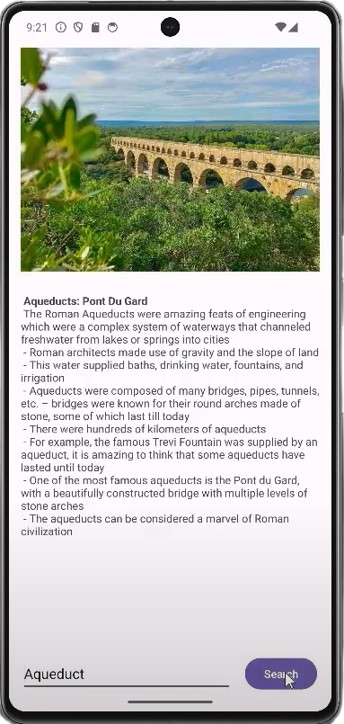 9:21
Aqueducts: Pont Du Gard
The Roman Aqueducts were amazing feats of engineering
which were a complex system of waterways that channeled
freshwater from lakes or springs into cities
- Roman architects made use of gravity and the slope of land
- This water supplied baths, drinking water, fountains, and
irrigation
- Aqueducts were composed of many bridges, pipes, tunnels,
etc. – bridges were known for their round arches made of
stone, some of which last till today
- There were hundreds of kilometers of aqueducts
- For example, the famous Trevi Fountain was supplied by an
aqueduct, it is amazing to think that some aqueducts have
lasted until today
- One of the most famous aqueducts is the Pont du Gard,
with a beautifully constructed bridge with multiple levels of
stone arches
- The aqueducts can be considered a marvel of Roman
civilization
Aqueduct
Search